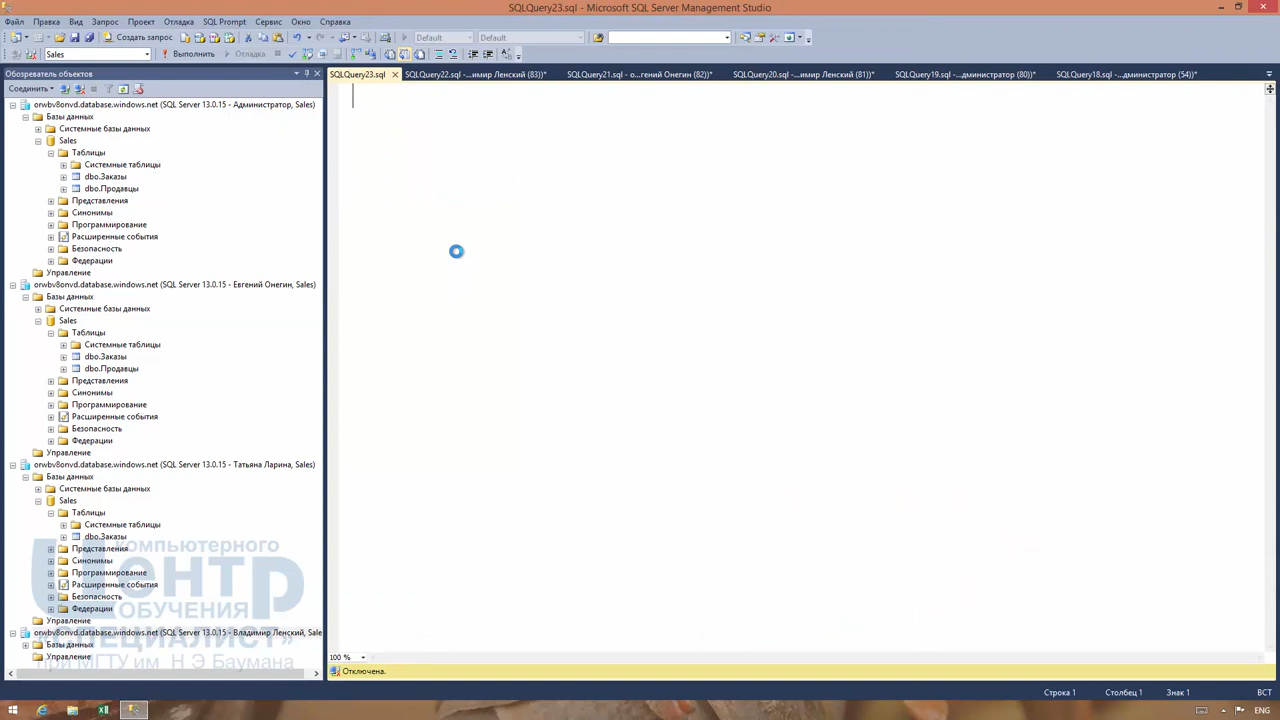 SQLQuery23.sql - Microsoft SQL Server Management Studio
Файл Правка Вид Запрос Проект Отладка SQL Prompt Сервис Окно Справка
Создать запрос Default Default
Sales Выполнить Отладка
Обозреватель объектов
SQLQuery23.sql SQLQuery22.sql -...имир Ленский (83))* SQLQuery21.sql - o...гений Онегин (82))* SQLQuery20.sql -...имир Ленский (81))* SQLQuery19.sql -...дминистратор (80))* SQLQuery18.sql -...дминистратор (54))*
Соединить
orwbv8onvd.database.windows.net (SQL Server 13.0.15 - Администратор, Sales)
Базы данных
Системные базы данных
Sales
Таблицы
Системные таблицы
dbo.Заказы
dbo.Продавцы
Представления
Синонимы
Программирование
Расширенные события
Безопасность
Федерации
Управление
orwbv8onvd.database.windows.net (SQL Server 13.0.15 - Евгений Онегин, Sales)
Базы данных
Системные базы данных
Sales
Таблицы
Системные таблицы
dbo.Заказы
dbo.Продавцы
Представления
Синонимы
Программирование
Расширенные события
Безопасность
Федерации
Управление
orwbv8onvd.database.windows.net (SQL Server 13.0.15 - Татьяна Ларина, Sales)
Базы данных
Системные базы данных
Sales
Таблицы
Системные таблицы
dbo.Заказы
Представления
Синонимы
Программирование
Расширенные события
Безопасность
Федерации
Управление
orwbv8onvd.database.windows.net (SQL Server 13.0.15 - Владимир Ленский, Sale
Базы данных
Управление
компьютерного
Центр
ОБУЧЕНИЯ
«СПЕЦИАЛИСТ»
при МГТУ им. Н.Э.Баумана
100 %
Отключена.
Строка 1 Столбец 1 Знак 1 ВСТ
ENG